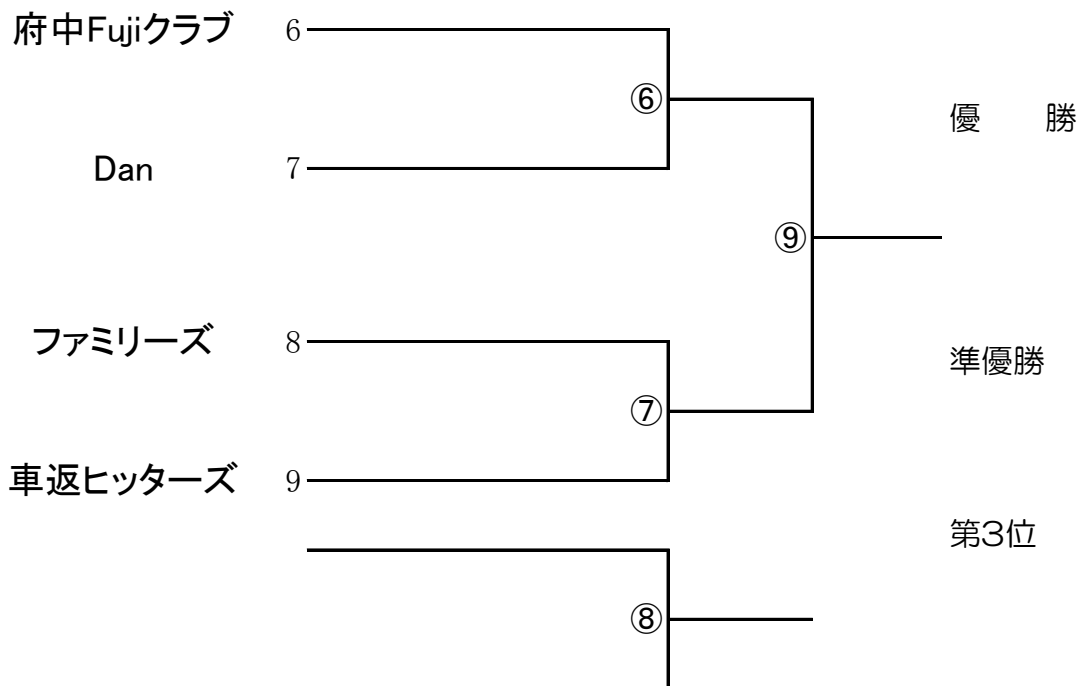 府中Fujiクラブ 6
⑥
優 勝
Dan 7
⑨
ファミリーズ 8
準優勝
⑦
車返ヒッターズ 9
第3位
⑧